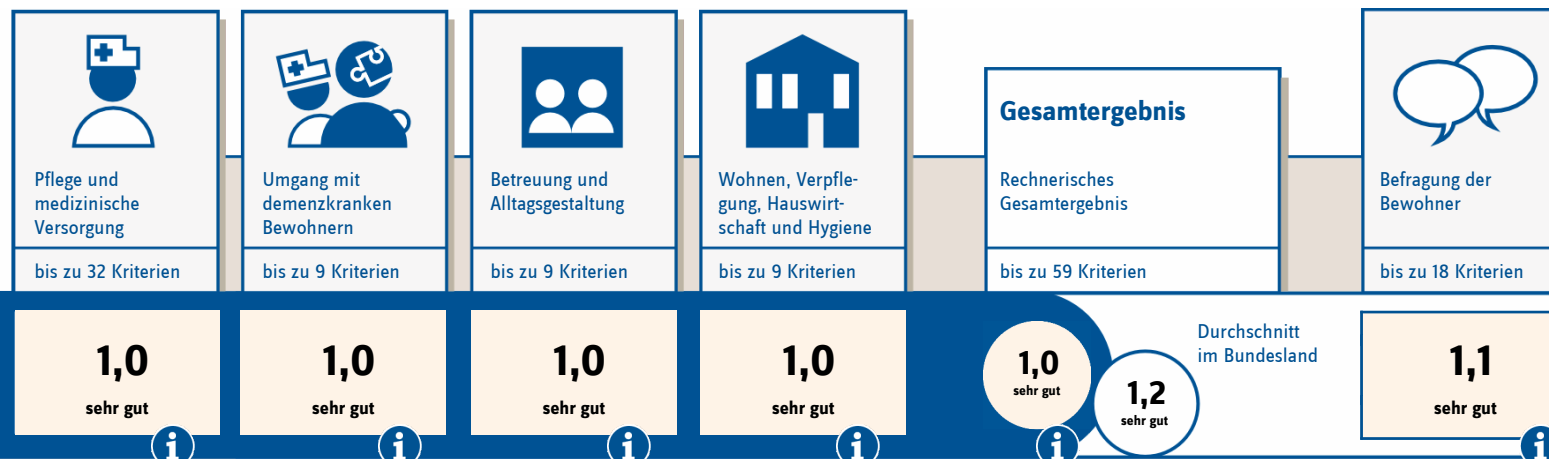 Pflege und
medizinische
Versorgung
bis zu 32 Kriterien
1,0
sehr gut
i
Umgang mit
demenzkranken
Bewohnern
bis zu 9 Kriterien
1,0
sehr gut
i
Betreuung und
Alltagsgestaltung
bis zu 9 Kriterien
1,0
sehr gut
i
Wohnen, Verpfle-
gung, Hauswirt-
schaft und Hygiene
bis zu 9 Kriterien
1,0
sehr gut
i
Gesamtergebnis
Rechnerisches
Gesamtergebnis
bis zu 59 Kriterien
1,0
sehr gut
i
Durchschnitt
im Bundesland
1,2
sehr gut
Befragung der
Bewohner
bis zu 18 Kriterien
1,1
sehr gut
i